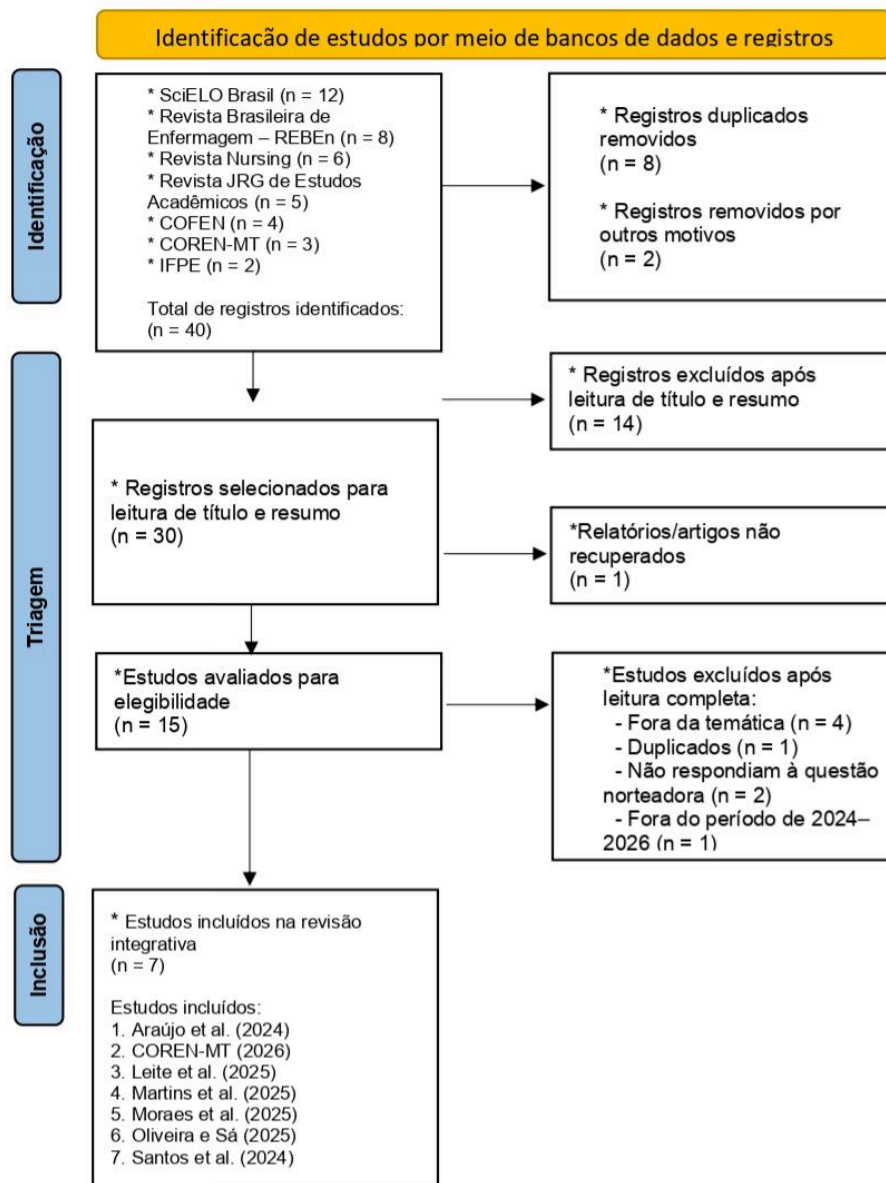 Identificação de estudos por meio de bancos de dados e registros
Identificação
* SciELO Brasil (n = 12)
* Revista Brasileira de
Enfermagem – REBEn (n = 8)
* Revista Nursing (n = 6)
* Revista JRG de Estudos
Acadêmicos (n = 5)
* COFEN (n = 4)
* COREN-MT (n = 3)
* IFPE (n = 2)
Total de registros identificados:
(n = 40)
* Registros duplicados
removidos
(n = 8)
* Registros removidos por
outros motivos
(n = 2)
Triagem
* Registros selecionados para
leitura de título e resumo
(n = 30)
* Registros excluídos após
leitura de título e resumo
(n = 14)
*Relatórios/artigos não
recuperados
(n = 1)
*Estudos avaliados para
elegibilidade
(n = 15)
*Estudos excluídos após
leitura completa:
- Fora da temática (n = 4)
- Duplicados (n = 1)
- Não respondiam à questão
norteadora (n = 2)
- Fora do período de 2024–
2026 (n = 1)
Inclusão
* Estudos incluídos na revisão
integrativa
(n = 7)
Estudos incluídos:
1. Araújo et al. (2024)
2. COREN-MT (2026)
3. Leite et al. (2025)
4. Martins et al. (2025)
5. Moraes et al. (2025)
6. Oliveira e Sá (2025)
7. Santos et al. (2024)